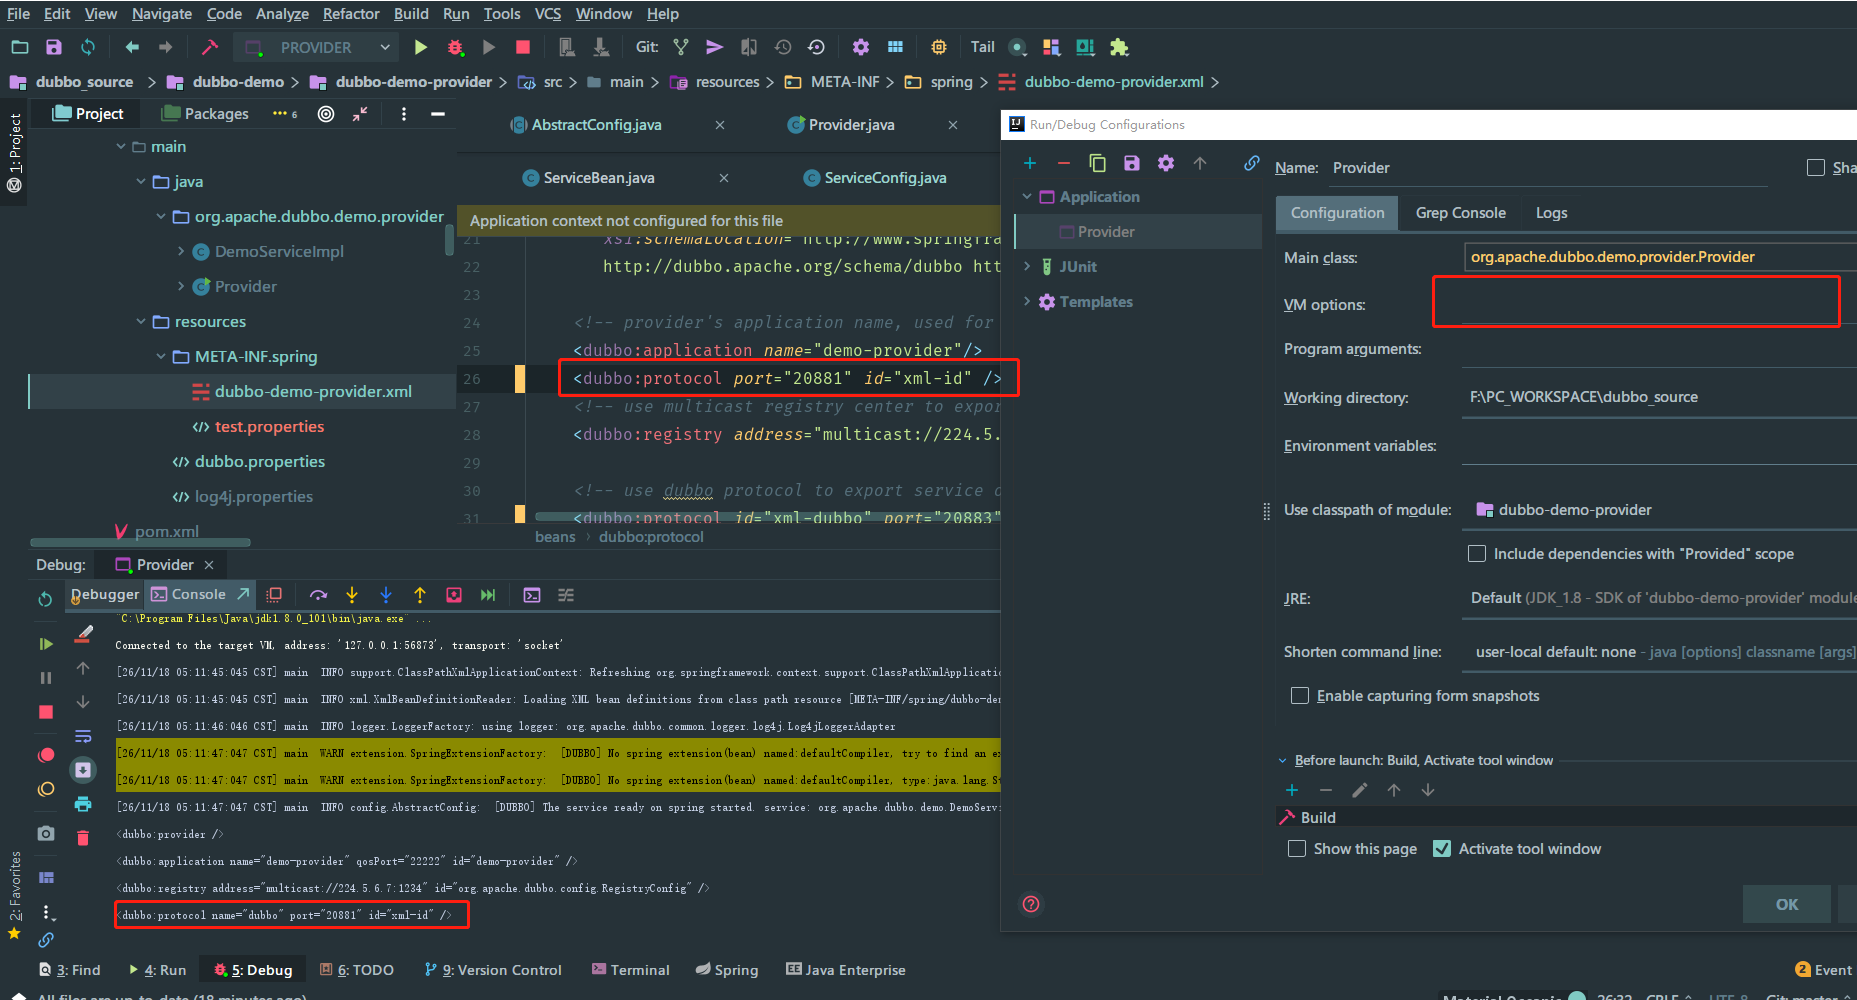 File Edit View Navigate Code Analyze Refactor Build Run Tools VCS Window Help
PROVIDER Git: Tail
dubbo_source > dubbo-demo > dubbo-demo-provider > src > main > resources > META-INF > spring > dubbo-demo-provider.xml >
1: Project
Project Packages 6
main
java
org.apache.dubbo.demo.provider
DemoServiceImpl
Provider
resources
META-INF.spring
dubbo-demo-provider.xml
test.properties
dubbo.properties
log4j.properties
pom.xml
AbstractConfig.java Provider.java
ServiceBean.java ServiceConfig.java
Application context not configured for this file
21 xsi:schemaLocation="http://www.springfra
22 http://dubbo.apache.org/schema/dubbo htt
23
24 <!-- provider's application name, used for
25 <dubbo:application name="demo-provider"/>
26 <dubbo:protocol port="20881" id="xml-id" />
27 <!-- use multicast registry center to expor
28 <dubbo:registry address="multicast://224.5.
29
30 <!-- use dubbo protocol to export service o
31 <dubbo:protocol id="xml-dubbo" port="20883"
beans > dubbo:protocol
Run/Debug Configurations
Application
Provider
JUnit
Templates
Name: Provider Sha
Configuration Grep Console Logs
Main class: org.apache.dubbo.demo.provider.Provider
VM options:
Program arguments:
Working directory: F:\PC_WORKSPACE\dubbo_source
Environment variables:
Use classpath of module: dubbo-demo-provider
Include dependencies with "Provided" scope
JRE: Default (JDK_1.8 - SDK of 'dubbo-demo-provider' module
Shorten command line: user-local default: none - java [options] classname [args]
Enable capturing form snapshots
Before launch: Build, Activate tool window
Build
Show this page Activate tool window
OK
Debug: Provider
Debugger Console
"C:\Program Files\Java\jdk1.8.0_101\bin\java.exe" ...
Connected to the target VM, address: '127.0.0.1:56873', transport: 'socket'
[26/11/18 05:11:45:045 CST] main INFO support.ClassPathXmlApplicationContext: Refreshing org.springframework.context.support.ClassPathXmlApplicatio
[26/11/18 05:11:45:045 CST] main INFO xml.XmlBeanDefinitionReader: Loading XML bean definitions from class path resource [META-INF/spring/dubbo-de
[26/11/18 05:11:46:046 CST] main INFO logger.LoggerFactory: using logger: org.apache.dubbo.common.logger.log4j.Log4jLoggerAdapter
[26/11/18 05:11:47:047 CST] main WARN extension.SpringExtensionFactory: [DUBBO] No spring extension(bean) named:defaultCompiler, try to find an ex
[26/11/18 05:11:47:047 CST] main WARN extension.SpringExtensionFactory: [DUBBO] No spring extension(bean) named:defaultCompiler, type:java.lang.St
[26/11/18 05:11:47:047 CST] main INFO config.AbstractConfig: [DUBBO] The service ready on spring started. service: org.apache.dubbo.demo.DemoServi
<dubbo:provider />
<dubbo:application name="demo-provider" qosPort="22222" id="demo-provider" />
<dubbo:registry address="multicast://224.5.6.7:1234" id="org.apache.dubbo.config.RegistryConfig" />
<dubbo:protocol name="dubbo" port="20881" id="xml-id" />
2: Favorites
3: Find 4: Run 5: Debug 6: TODO 9: Version Control Terminal Spring Java Enterprise 2 Event
All files are up-to-date (18 minutes ago) Material Oceanic 26:32 CRLF UTF-8 Git: master